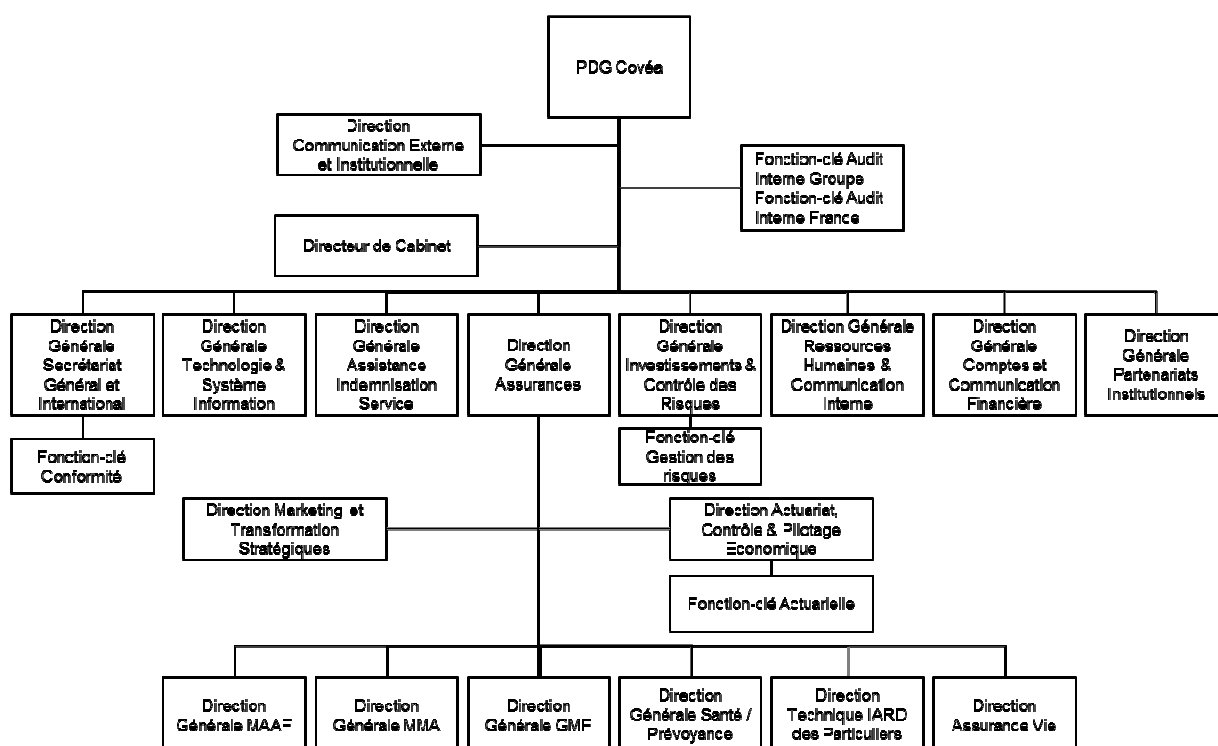 PDG Covéa
Direction
Communication Externe
et Institutionnelle
Fonction-clé Audit
Interne Groupe
Fonction-clé Audit
Interne France
Directeur de Cabinet
Direction
Générale
Secrétariat
Général et
International
Direction
Générale
Technologie &
Système
Information
Direction
Générale
Assistance
Indemnisation
Service
Direction
Générale
Assurances
Direction
Générale
Investissements &
Contrôle des
Risques
Direction Générale
Ressources
Humaines &
Communication
Interne
Direction
Générale
Comptes et
Communication
Financière
Direction
Générale
Partenariats
Institutionnels
Fonction-clé
Conformité
Fonction-clé
Gestion des
risques
Direction Marketing et
Transformation
Stratégiques
Direction Actuariat,
Contrôle & Pilotage
Economique
Fonction-clé Actuarielle
Direction
Générale MAAF
Direction
Générale MMA
Direction
Générale GMF
Direction
Générale Santé /
Prévoyance
Direction
Technique IARD
des Particuliers
Direction
Assurance Vie